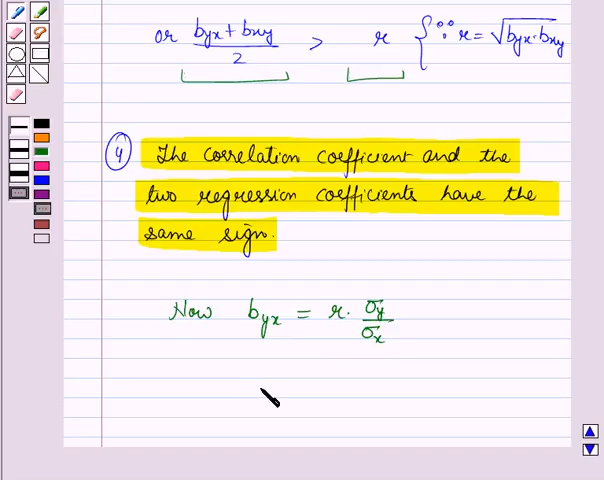 or byx + bxy / 2 > r {∵ r = √byx · bxy
④ The correlation coefficient and the
two regression coefficients have the
same sign.
Now byx = r · σy / σx